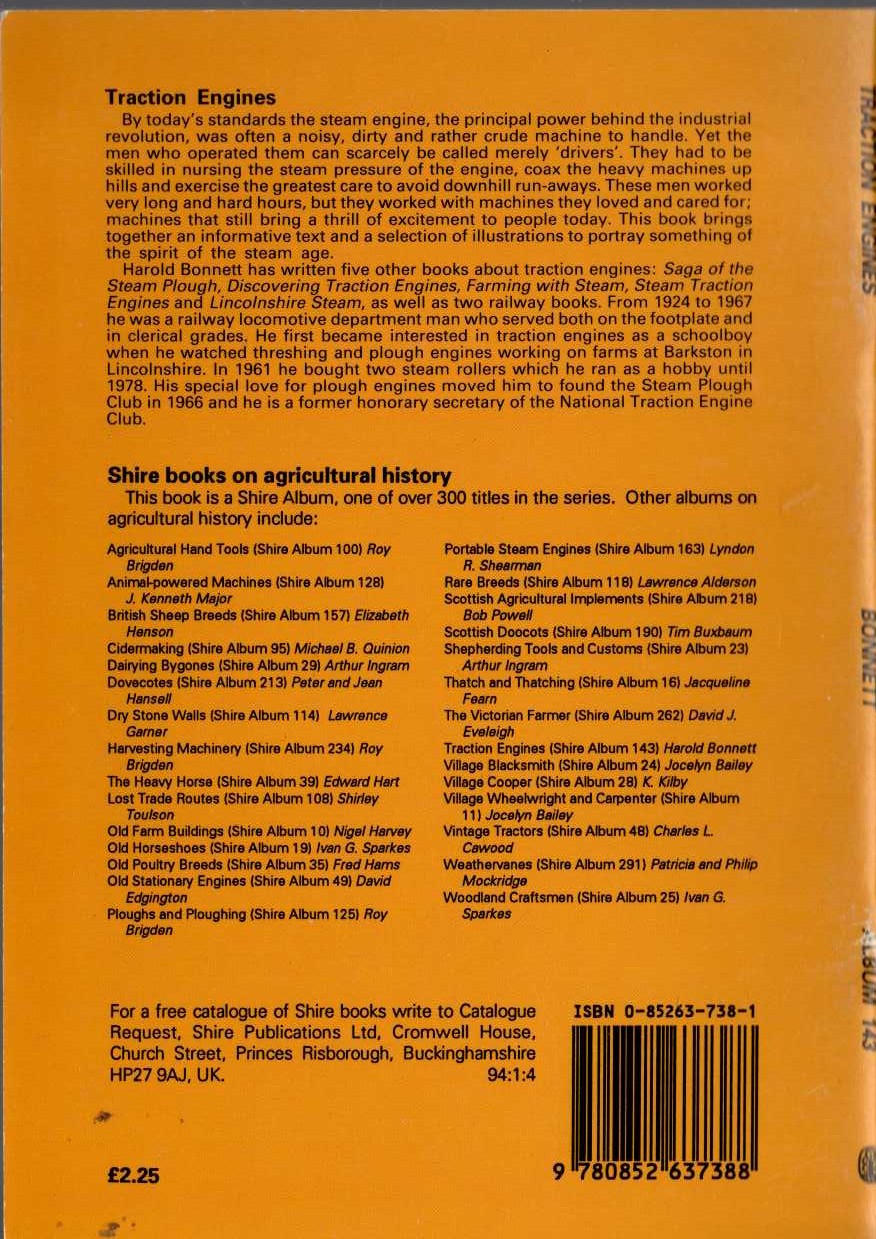 Traction Engines
By today's standards the steam engine, the principal power behind the industrial
revolution, was often a noisy, dirty and rather crude machine to handle. Yet the
men who operated them can scarcely be called merely 'drivers'. They had to be
skilled in nursing the steam pressure of the engine, coax the heavy machines up
hills and exercise the greatest care to avoid downhill run-aways. These men worked
very long and hard hours, but they worked with machines they loved and cared for;
machines that still bring a thrill of excitement to people today. This book brings
together an informative text and a selection of illustrations to portray something of
the spirit of the steam age.
Harold Bonnett has written five other books about traction engines: Saga of the
Steam Plough, Discovering Traction Engines, Farming with Steam, Steam Traction
Engines and Lincolnshire Steam, as well as two railway books. From 1924 to 1967
he was a railway locomotive department man who served both on the footplate and
in clerical grades. He first became interested in traction engines as a schoolboy
when he watched threshing and plough engines working on farms at Barkston in
Lincolnshire. In 1961 he bought two steam rollers which he ran as a hobby until
1978. His special love for plough engines moved him to found the Steam Plough
Club in 1966 and he is a former honorary secretary of the National Traction Engine
Club.
Shire books on agricultural history
This book is a Shire Album, one of over 300 titles in the series. Other albums on
agricultural history include:
Agricultural Hand Tools (Shire Album 100) Roy
Brigden
Animal-powered Machines (Shire Album 128)
J. Kenneth Major
British Sheep Breeds (Shire Album 157) Elizabeth
Henson
Cidermaking (Shire Album 95) Michael B. Quinion
Dairying Bygones (Shire Album 29) Arthur Ingram
Dovecotes (Shire Album 213) Peter and Jean
Hansell
Dry Stone Walls (Shire Album 114) Lawrence
Garner
Harvesting Machinery (Shire Album 234) Roy
Brigden
The Heavy Horse (Shire Album 39) Edward Hart
Lost Trade Routes (Shire Album 108) Shirley
Toulson
Old Farm Buildings (Shire Album 10) Nigel Harvey
Old Horseshoes (Shire Album 19) Ivan G. Sparkes
Old Poultry Breeds (Shire Album 35) Fred Hams
Old Stationary Engines (Shire Album 49) David
Edgington
Ploughs and Ploughing (Shire Album 125) Roy
Brigden
Portable Steam Engines (Shire Album 163) Lyndon
R. Shearman
Rare Breeds (Shire Album 118) Lawrence Alderson
Scottish Agricultural Implements (Shire Album 218)
Bob Powell
Scottish Doocots (Shire Album 190) Tim Buxbaum
Shepherding Tools and Customs (Shire Album 23)
Arthur Ingram
Thatch and Thatching (Shire Album 16) Jacqueline
Fearn
The Victorian Farmer (Shire Album 262) David J.
Eveleigh
Traction Engines (Shire Album 143) Harold Bonnett
Village Blacksmith (Shire Album 24) Jocelyn Bailey
Village Cooper (Shire Album 28) K. Kilby
Village Wheelwright and Carpenter (Shire Album
11) Jocelyn Bailey
Vintage Tractors (Shire Album 48) Charles L.
Cawood
Weathervanes (Shire Album 291) Patricia and Philip
Mockridge
Woodland Craftsmen (Shire Album 25) Ivan G.
Sparkes
For a free catalogue of Shire books write to Catalogue
Request, Shire Publications Ltd, Cromwell House,
Church Street, Princes Risborough, Buckinghamshire
HP27 9AJ, UK. 94:1:4
£2.25
ISBN 0-85263-738-1
9 780852 637388
TRACTION ENGINES
BONNETT
ALBUM 143